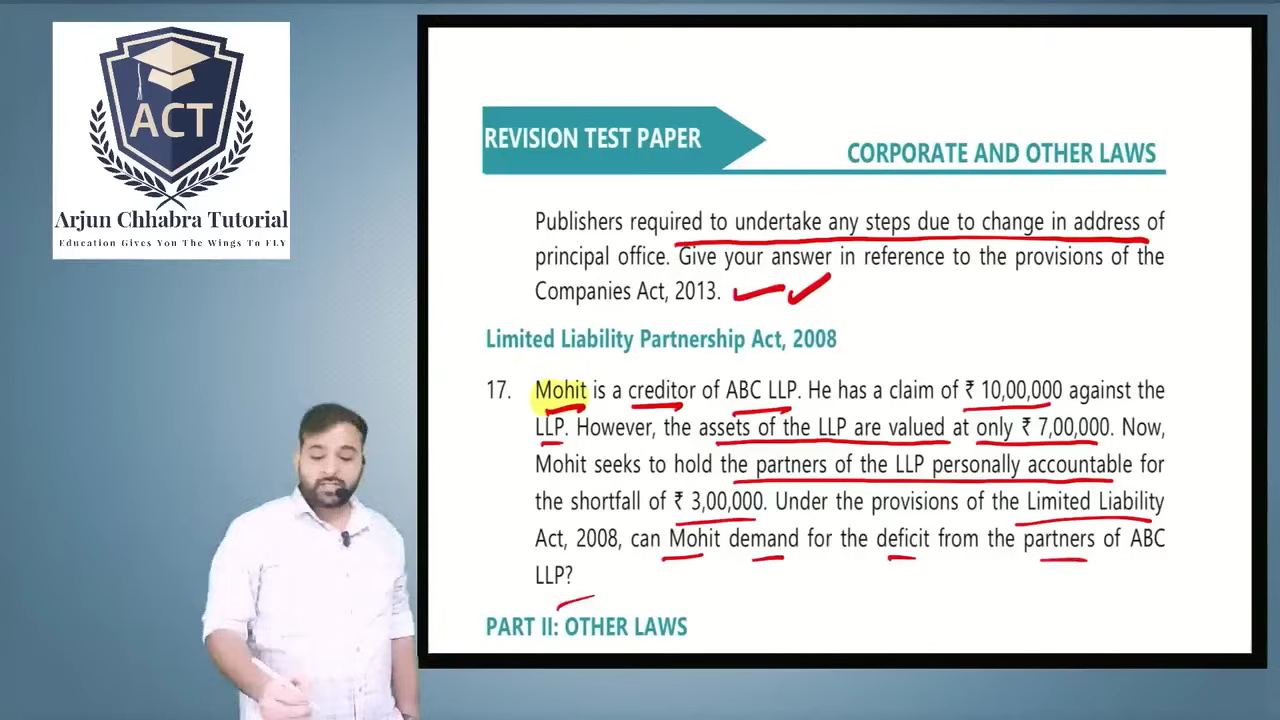 ACT
Arjun Chhabra Tutorial
Education Gives You The Wings To FLY
REVISION TEST PAPER
CORPORATE AND OTHER LAWS
Publishers required to undertake any steps due to change in address of
principal office. Give your answer in reference to the provisions of the
Companies Act, 2013.
Limited Liability Partnership Act, 2008
17. Mohit is a creditor of ABC LLP. He has a claim of ₹ 10,00,000 against the
LLP. However, the assets of the LLP are valued at only ₹ 7,00,000. Now,
Mohit seeks to hold the partners of the LLP personally accountable for
the shortfall of ₹ 3,00,000. Under the provisions of the Limited Liability
Act, 2008, can Mohit demand for the deficit from the partners of ABC
LLP?
PART II: OTHER LAWS